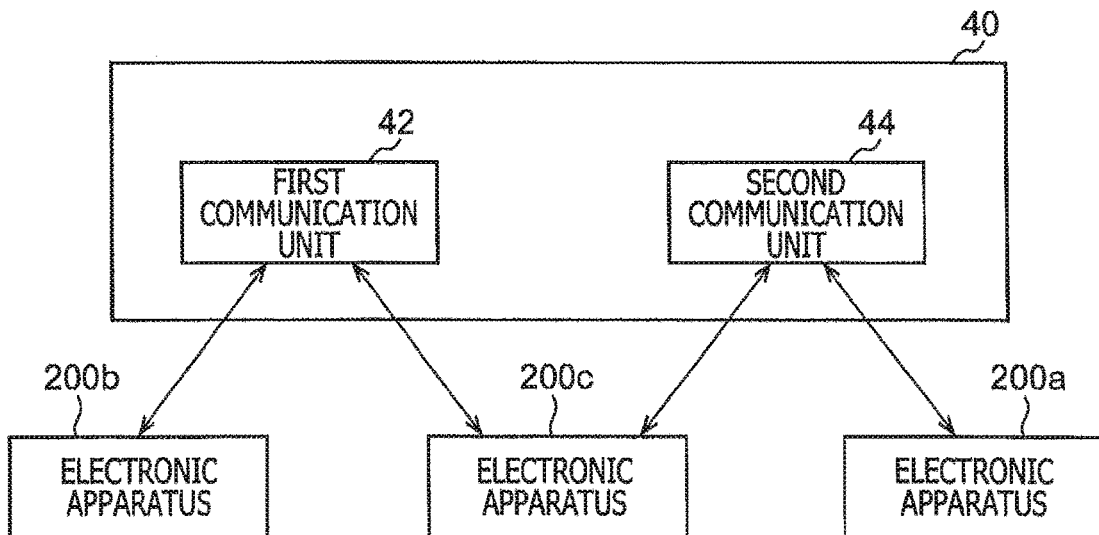 40
42
44
FIRST
COMMUNICATION
UNIT
SECOND
COMMUNICATION
UNIT
200b
200c
200a
ELECTRONIC
APPARATUS
ELECTRONIC
APPARATUS
ELECTRONIC
APPARATUS